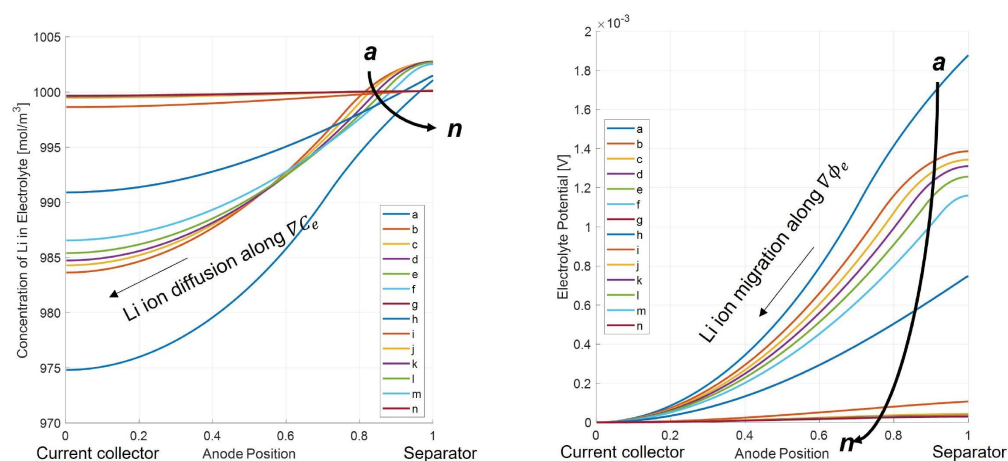 1005
1000
995
990
985
980
975
970
Concentration of Li in Electrolyte [mol/m³]
a
n
Li ion diffusion along ∇C_e
a
b
c
d
e
f
g
h
i
j
k
l
m
n
0
0.2
0.4
0.6
0.8
1
Current collector
Anode Position
Separator
×10⁻³
2
1.8
1.6
1.4
1.2
1
0.8
0.6
0.4
0.2
0
Electrolyte Potential [V]
a
n
Li ion migration along ∇ϕ_e
a
b
c
d
e
f
g
h
i
j
k
l
m
n
0
0.2
0.4
0.6
0.8
1
Current collector
Anode Position
Separator